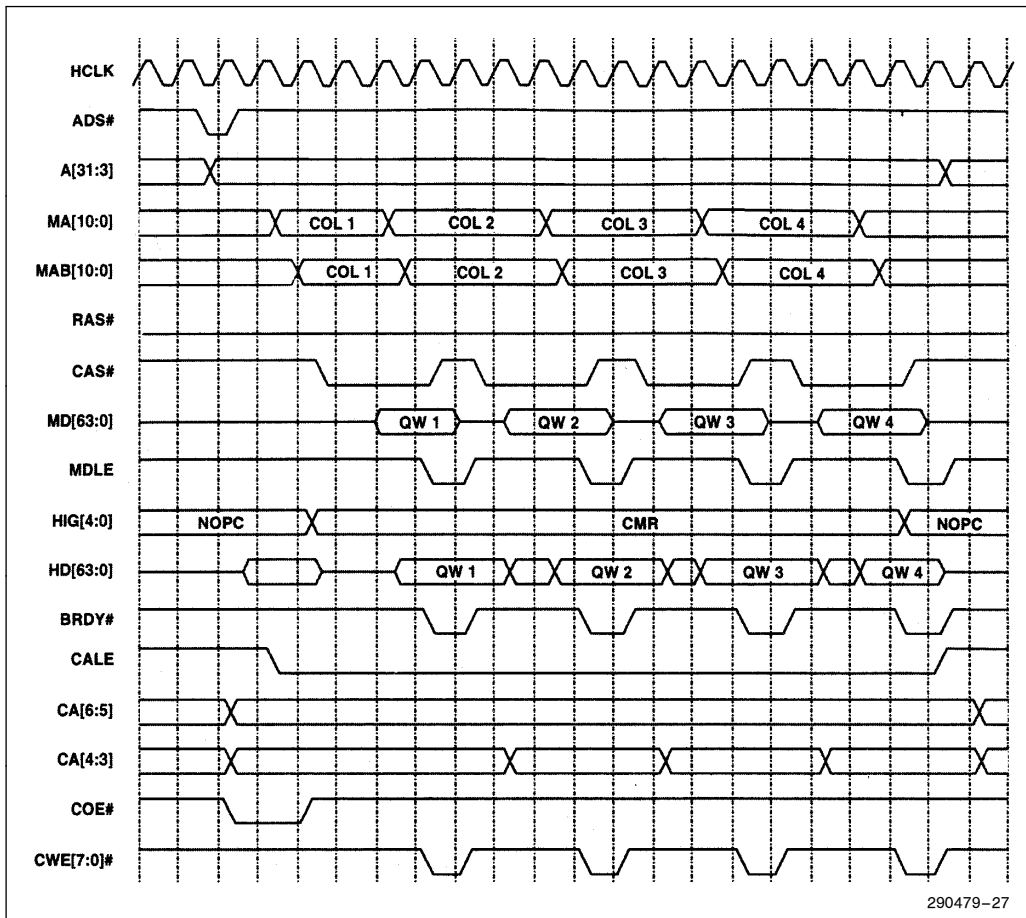 HCLK
ADS#
A[31:3]
MA[10:0] COL 1 COL 2 COL 3 COL 4
MAB[10:0] COL 1 COL 2 COL 3 COL 4
RAS#
CAS#
MD[63:0] QW 1 QW 2 QW 3 QW 4
MDLE
HIG[4:0] NOPC CMR NOPC
HD[63:0] QW 1 QW 2 QW 3 QW 4
BRDY#
CALE
CA[6:5]
CA[4:3]
COE#
CWE[7:0]#
290479–27